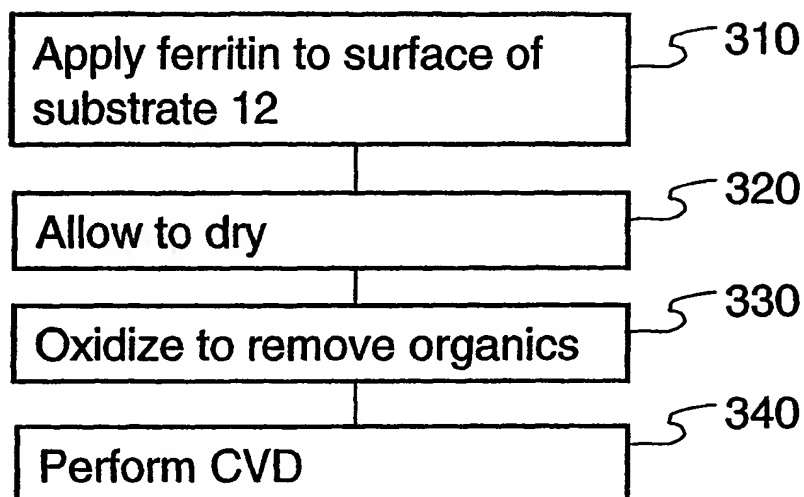 Apply ferritin to surface of
substrate 12
310
Allow to dry
320
Oxidize to remove organics
330
Perform CVD
340